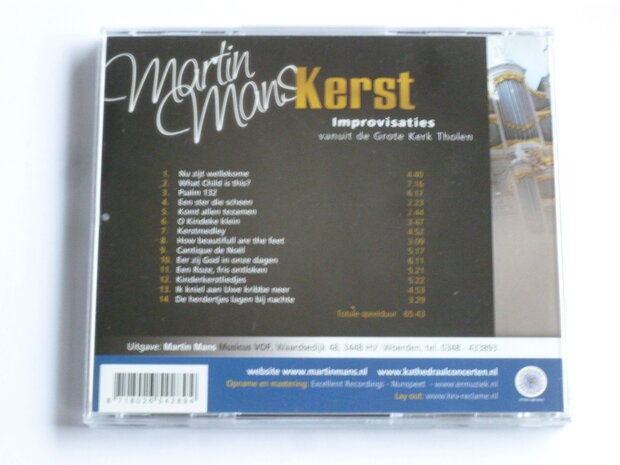 Martin Mans Kerst
Improvisaties
vanuit de Grote Kerk Tholen
1. Nu zijt wellekome 4:40
2. What Child is this? 7.16
3. Psalm 132 6.17
4. Een ster die scheen 2:23
5. Komt allen tezamen 2.44
6. O Kindeke klein 3:47
7. Kerstmedley 4:52
8. How beautifull are the feet 3:09
9. Cantique de Noël 5:17
10. Eer zij God in onze dagen 6:11
11. Een Roze, fris ontloken 5.21
12. Kinderkerstliedjes 5.22
13. Ik kniel aan Uwe kribbe neer 4:53
14. De herdertjes lagen bij nachte 3.29
Totale speelduur 65:43
Uitgave: Martin Mans Musicus VOF, Waardsedijk 48, 3448 HV Woerden, tel. 0348 - 433893
website www.martinmans.nl www.kathedraalconcerten.nl
Opname en mastering: Excellent Recordings - Nunspeet - www.ermuziek.nl
Lay out: www.hrv-reclame.nl
8 718026 542894